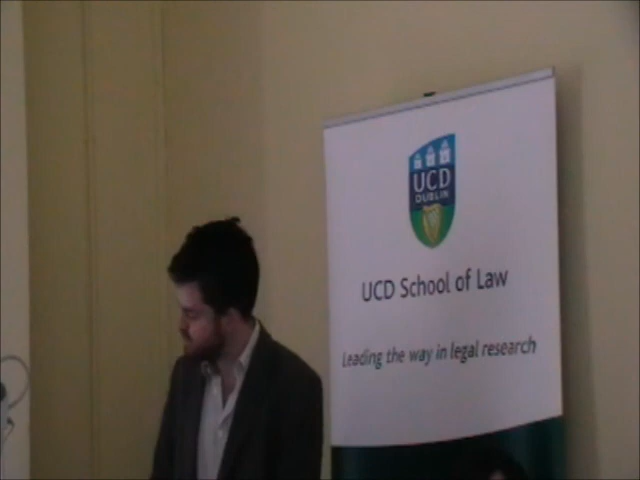 UCD
DUBLIN
UCD School of Law
Leading the way in legal research